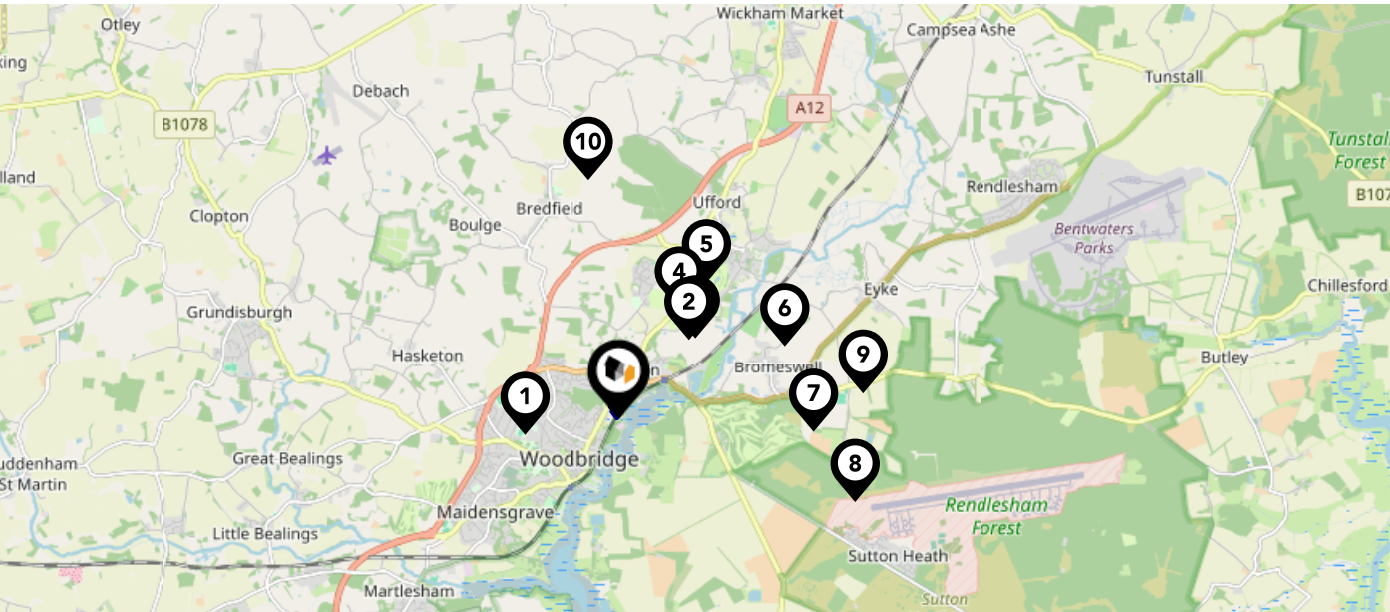 Otley
Wickham Market
Campsea Ashe
king
Tunstall
Debach
A12
B1078
10
Tunstall
Forest
lland
Rendlesham
B107
Ufford
Bredfield
Clopton
Boulge
Bentwaters
Parks
5
4
Eyke
Chillesford
2
6
Grundisburgh
Hasketon
9
Butley
Bromeswell
n
1
7
Woodbridge
Great Bealings
uddenham
St Martin
8
Rendlesham
Forest
Maidensgrave
Little Bealings
Sutton Heath
Martlesham
Sutton